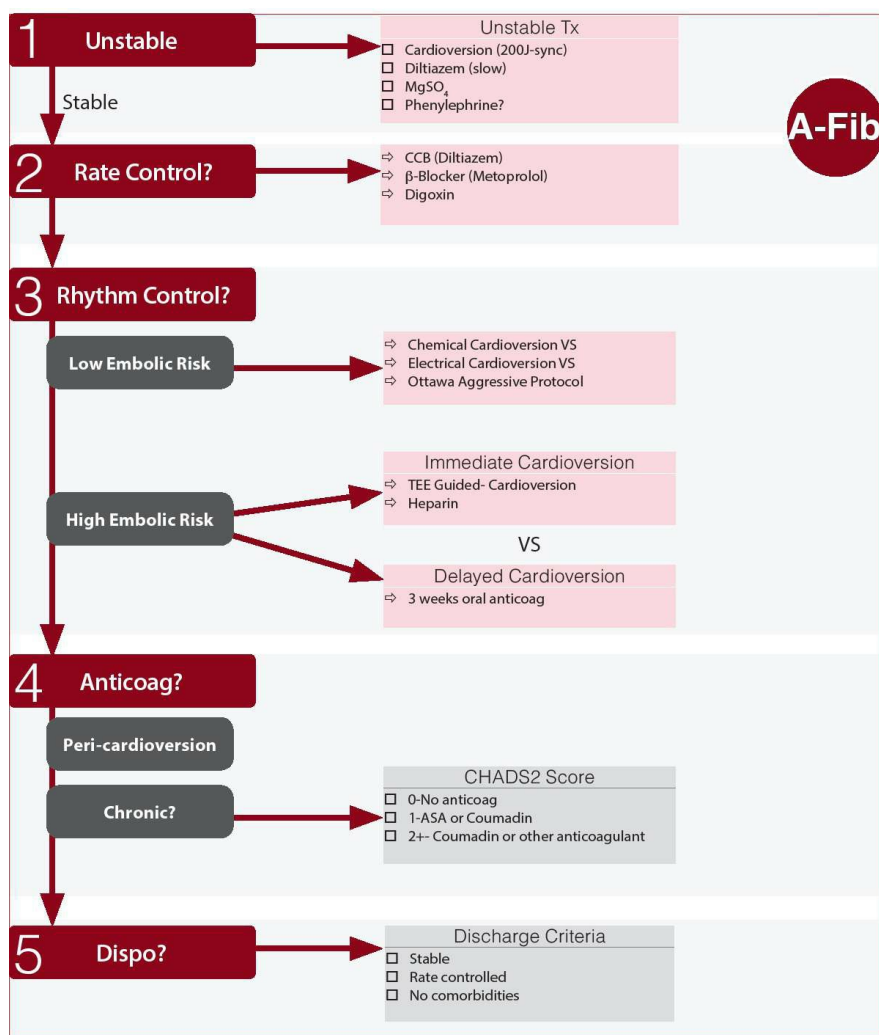 1 Unstable
Unstable Tx
☐ Cardioversion (200J-sync)
☐ Diltiazem (slow)
☐ MgSO₄
☐ Phenylephrine?
Stable
A-Fib
2 Rate Control?
⇨ CCB (Diltiazem)
⇨ β-Blocker (Metoprolol)
⇨ Digoxin
3 Rhythm Control?
Low Embolic Risk
⇨ Chemical Cardioversion VS
⇨ Electrical Cardioversion VS
⇨ Ottawa Aggressive Protocol
High Embolic Risk
Immediate Cardioversion
⇨ TEE Guided- Cardioversion
⇨ Heparin
VS
Delayed Cardioversion
⇨ 3 weeks oral anticoag
4 Anticoag?
Peri-cardioversion
Chronic?
CHADS2 Score
☐ 0-No anticoag
☐ 1-ASA or Coumadin
☐ 2+- Coumadin or other anticoagulant
5 Dispo?
Discharge Criteria
☐ Stable
☐ Rate controlled
☐ No comorbidities